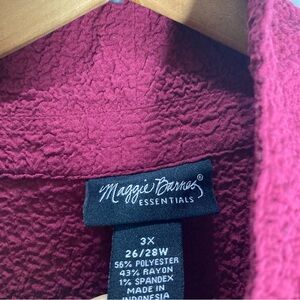 Maggie Barnes®
ESSENTIALS
3X
26/28W
56% POLYESTER
43% RAYON
1% SPANDEX
MADE IN
INDONESIA